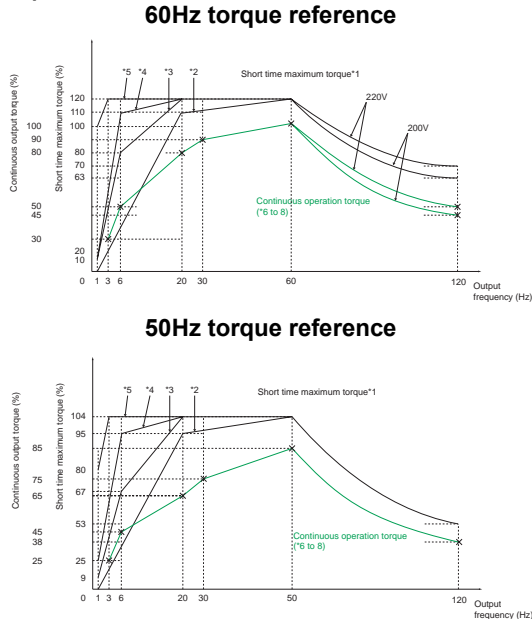 60Hz torque reference
Continuous output torque (%)
Short time maximum torque (%)
*5 *4 *3 *2
Short time maximum torque*1
220V
200V
Continuous operation torque
(*6 to 8)
100
90
80
50
45
30
120
110
100
80
70
63
20
10
0 1 3 6 20 30 60 120
Output
frequency (Hz)
50Hz torque reference
Continuous output torque (%)
Short time maximum torque (%)
*5 *4 *3 *2
Short time maximum torque*1
Continuous operation torque
(*6 to 8)
85
75
65
45
38
25
104
95
80
67
53
25
9
0 1 3 6 20 30 50 120
Output
frequency (Hz)